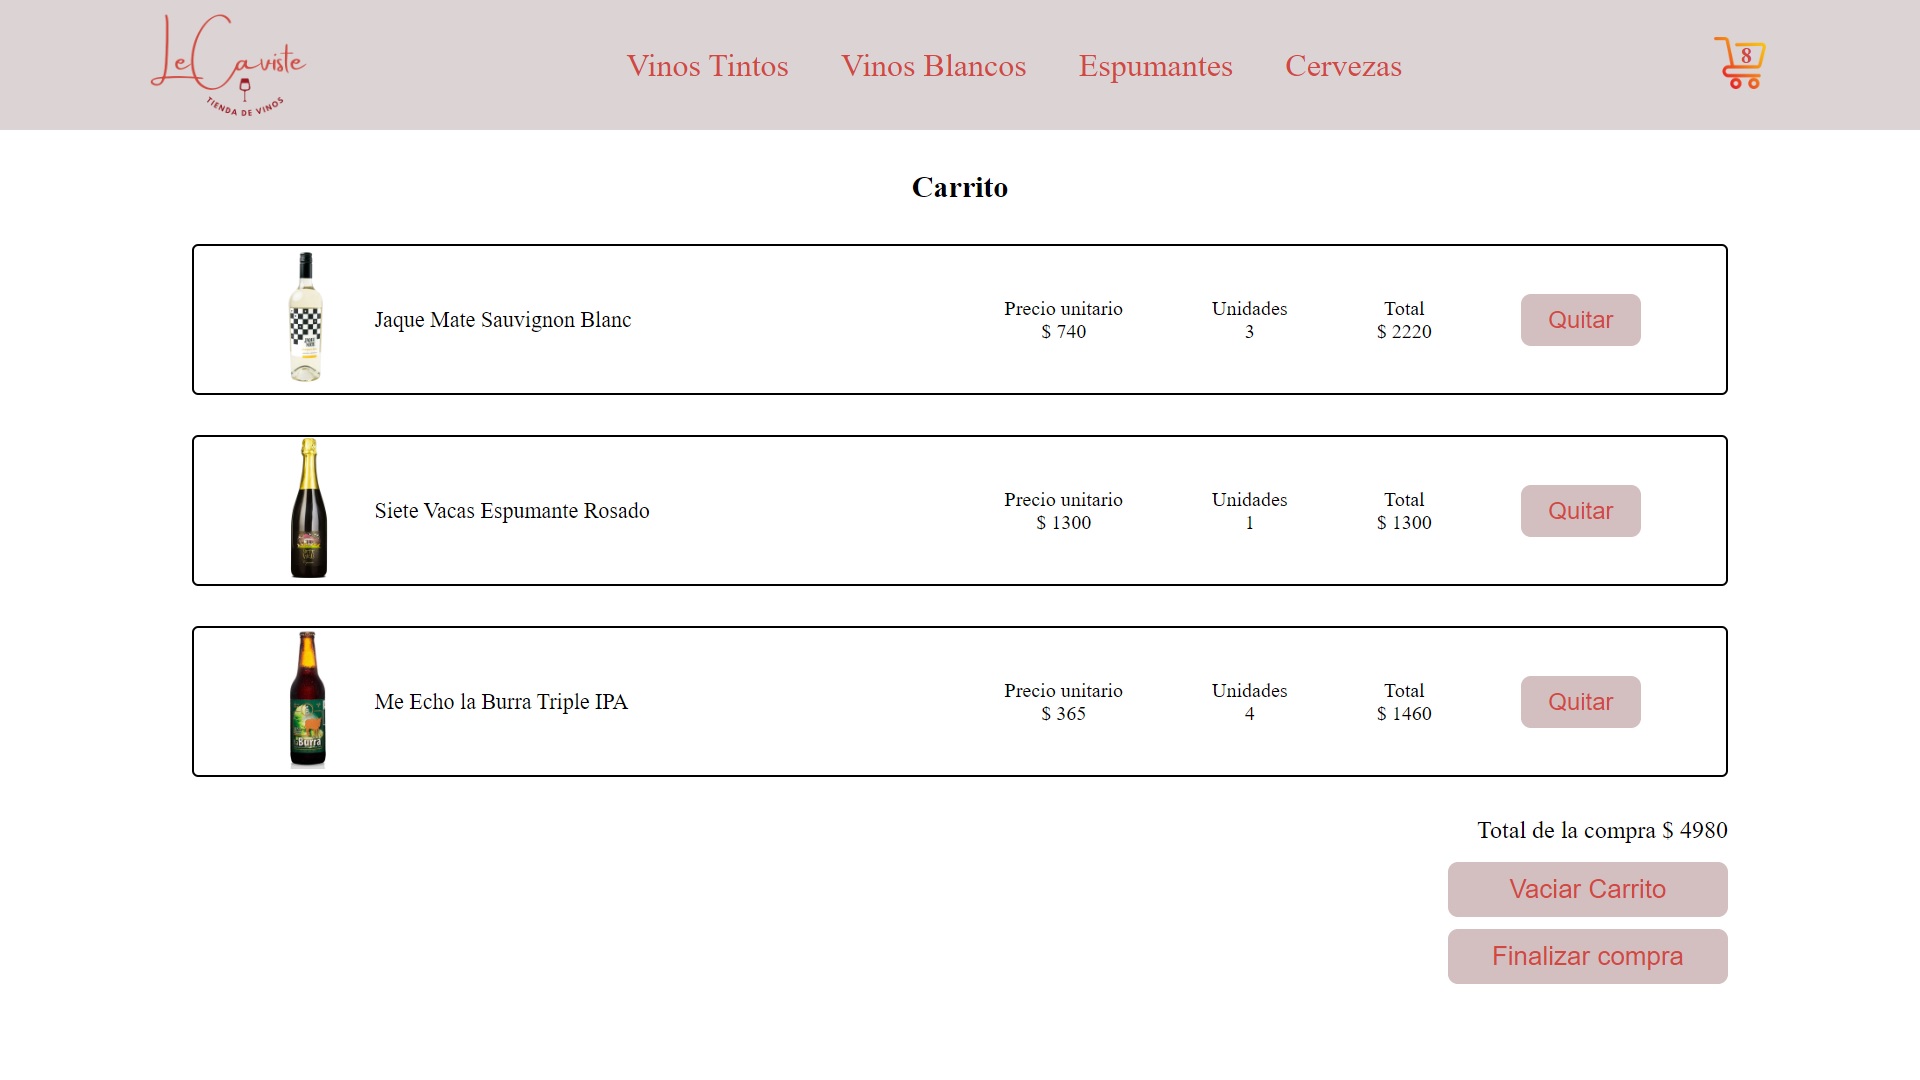 Le Caviste
TIENDA DE VINOS
Vinos Tintos
Vinos Blancos
Espumantes
Cervezas
8
Carrito
Jaque Mate Sauvignon Blanc
Precio unitario
$ 740
Unidades
3
Total
$ 2220
Quitar
Siete Vacas Espumante Rosado
Precio unitario
$ 1300
Unidades
1
Total
$ 1300
Quitar
Burra
Me Echo la Burra Triple IPA
Precio unitario
$ 365
Unidades
4
Total
$ 1460
Quitar
Total de la compra $ 4980
Vaciar Carrito
Finalizar compra